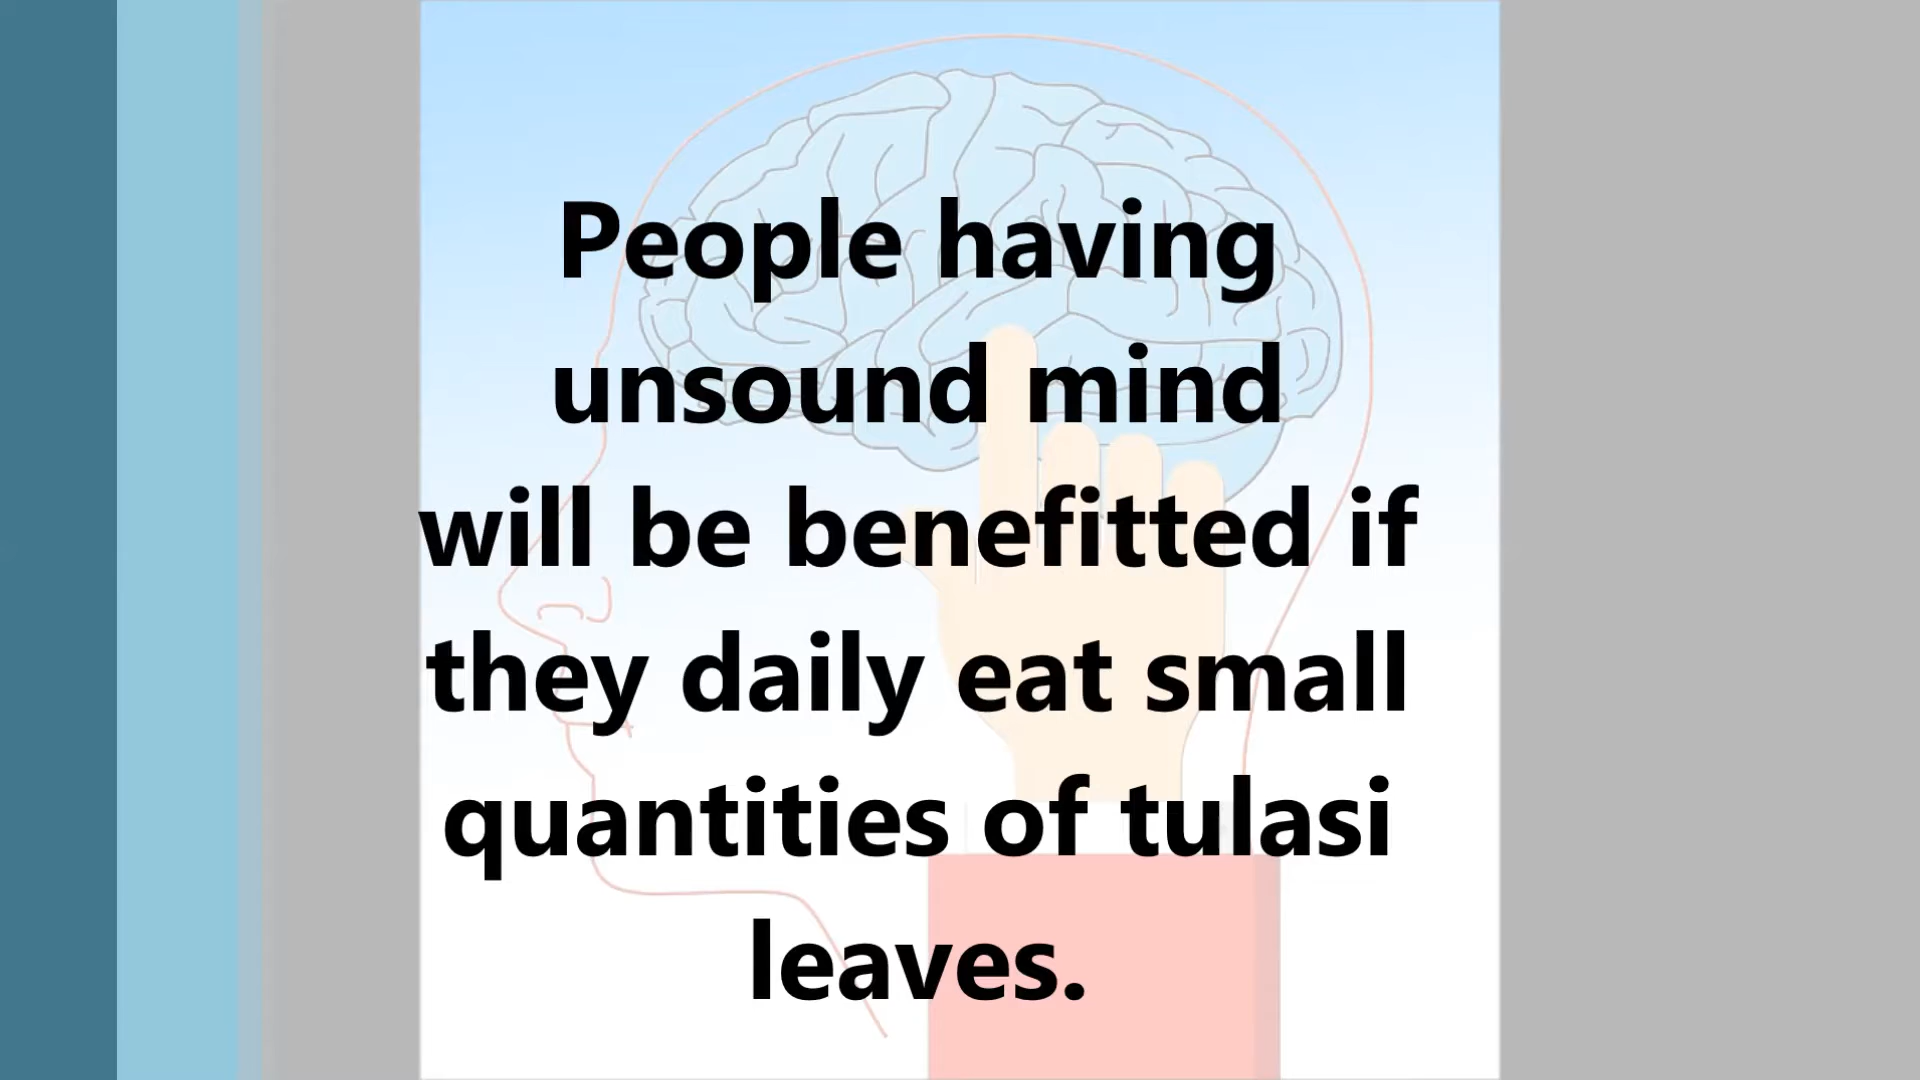 People having
unsound mind
will be benefitted if
they daily eat small
quantities of tulasi
leaves.